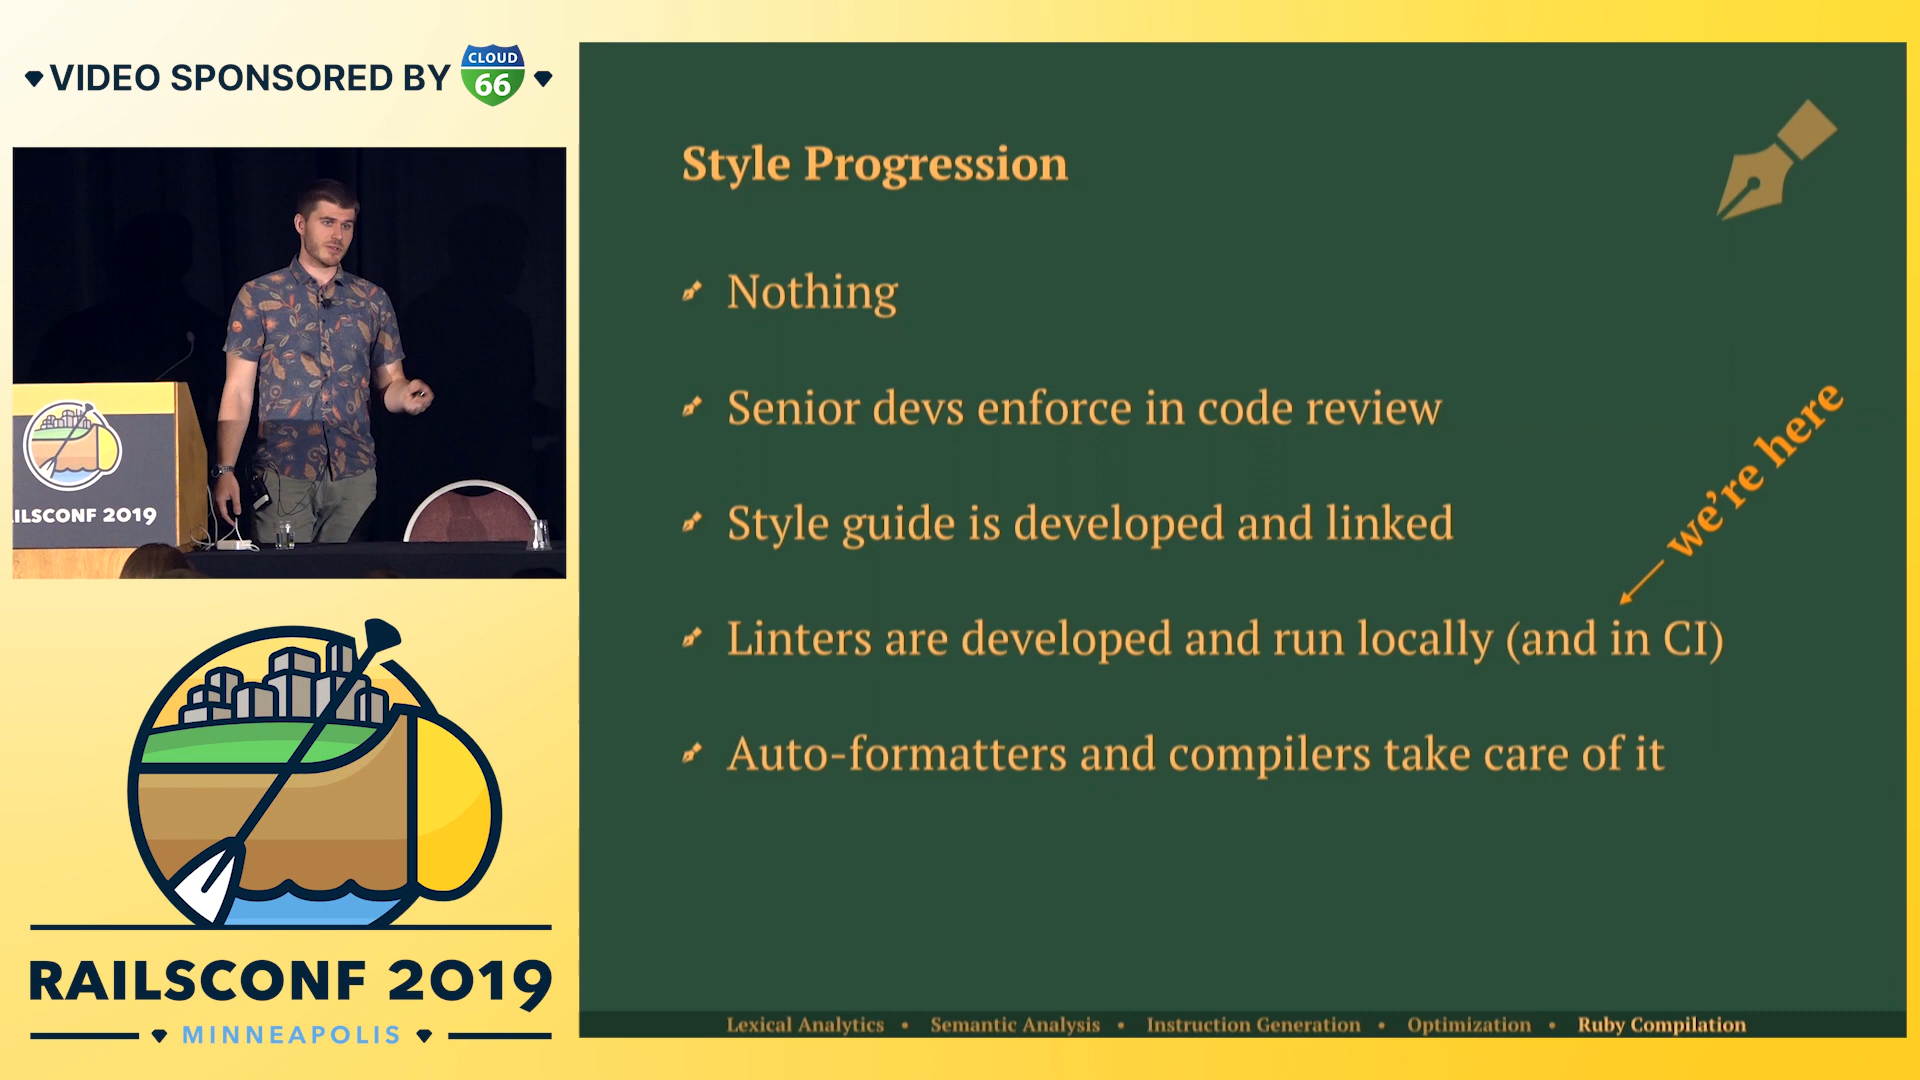 VIDEO SPONSORED BY
CLOUD
66
ILSCONF 2019
RAILSCONF 2019
MINNEAPOLIS
Style Progression
Nothing
Senior devs enforce in code review
Style guide is developed and linked
we're here
Linters are developed and run locally (and in CI)
Auto-formatters and compilers take care of it
Lexical Analytics • Semantic Analysis • Instruction Generation • Optimization • Ruby Compilation